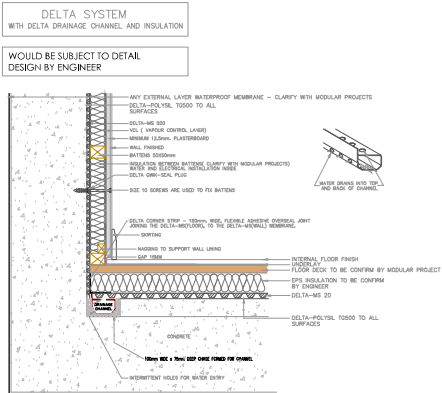 DELTA SYSTEM
WITH DELTA DRAINAGE CHANNEL AND INSULATION
WOULD BE SUBJECT TO DETAIL
DESIGN BY ENGINEER
ANY EXTERNAL LAYER WATERPROOF MEMBRANE - CLARIFY WITH MODULAR PROJECTS
DELTA-POLYSIL TG500 TO ALL
SURFACES
DELTA-MS 500
VCL ( VAPOUR CONTROL LAYER)
MINIMUM 12.5mm. PLASTERBOARD
WALL FINISHED
BATTENS 50X50mm
INSULATION BETWEEN BATTENSE CLARIFY WITH MODULAR PROJECTS)
WATER AND ELECTRICAL INSTALLATION INSIDE
DELTA QWIK-SEAL PLUG
SIZE 10 SCREWS ARE USED TO FIX BATTENS
WATER DRAINS INTO TOP
AND BACK OF CHANNEL
DELTA CORNER STRIP - 160mm. WIDE, FLEXIBLE ADHESIVE OVERSEAL JOINT
JOINING THE DELTA-MS(FLOOR), TO THE DELTA-MS(WALL) MEMBRANE.
SKIRTING
NAGGING TO SUPPORT WALL LINING
GAP 15MM
INTERNAL FLOOR FINISH
UNDERLAY
FLOOR DECK TO BE CONFIRM BY MODULAR PROJECT
EPS INSULATION TO BE CONFIRM
BY ENGINEER
DELTA-MS 20
DRAINAGE
CHANNEL
DELTA-POLYSIL TG500 TO ALL
SURFACES
CONCRETE
100mm WIDE x 75mm. DEEP CHASE FORMED FOR CHANNEL
INTERMITTENT HOLES FOR WATER ENTRY